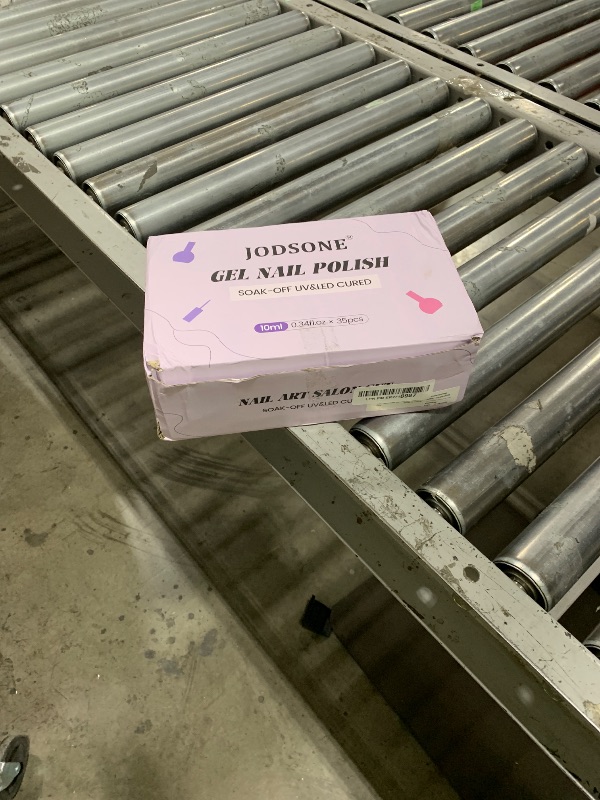 JODSONE®
GEL NAIL POLISH
SOAK-OFF UV&LED CURED
10ml 0.34fl.oz × 35pcs
NAIL ART SALON
SOAK-OFF UV&LED